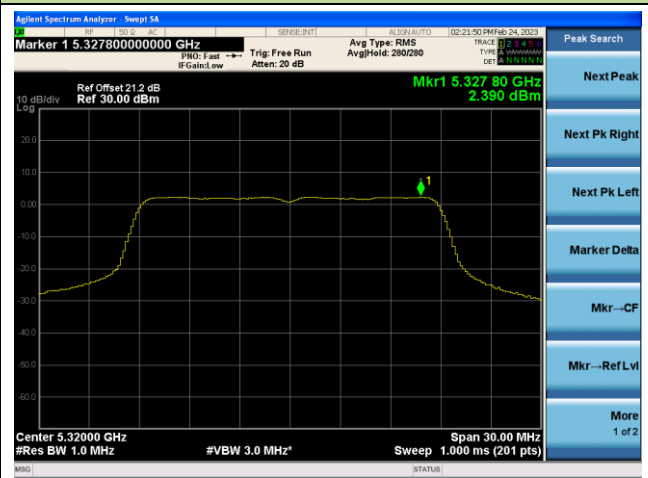 Agilent Spectrum Analyzer - Swept SA
RF 50 Ω AC SENSE:INT ALIGN AUTO 02:21:50 PM Feb 24, 2023
Marker 1 5.327800000000 GHz
PNO: Fast
IFGain:Low
Trig: Free Run
Atten: 20 dB
Avg Type: RMS
Avg|Hold: 280/280
TRACE 1 2 3 4 5 6
TYPE A WWWWW
DET A N N N N N
Peak Search
Ref Offset 21.2 dB
10 dB/div Ref 30.00 dBm
Log
Mkr1 5.327 80 GHz
2.390 dBm
20.0
10.0
0.00
-10.0
-20.0
-30.0
-40.0
-50.0
-60.0
1
Next Peak
Next Pk Right
Next Pk Left
Marker Delta
Mkr→CF
Mkr→Ref Lvl
More
1 of 2
Center 5.32000 GHz Span 30.00 MHz
#Res BW 1.0 MHz #VBW 3.0 MHz* Sweep 1.000 ms (201 pts)
MSG STATUS